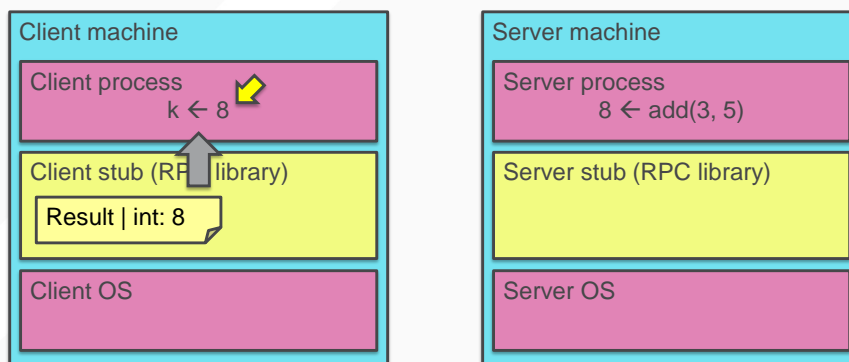 Client machine
Client process
k ← 8
Client stub (RPC library)
Result | int: 8
Client OS
Server machine
Server process
8 ← add(3, 5)
Server stub (RPC library)
Server OS